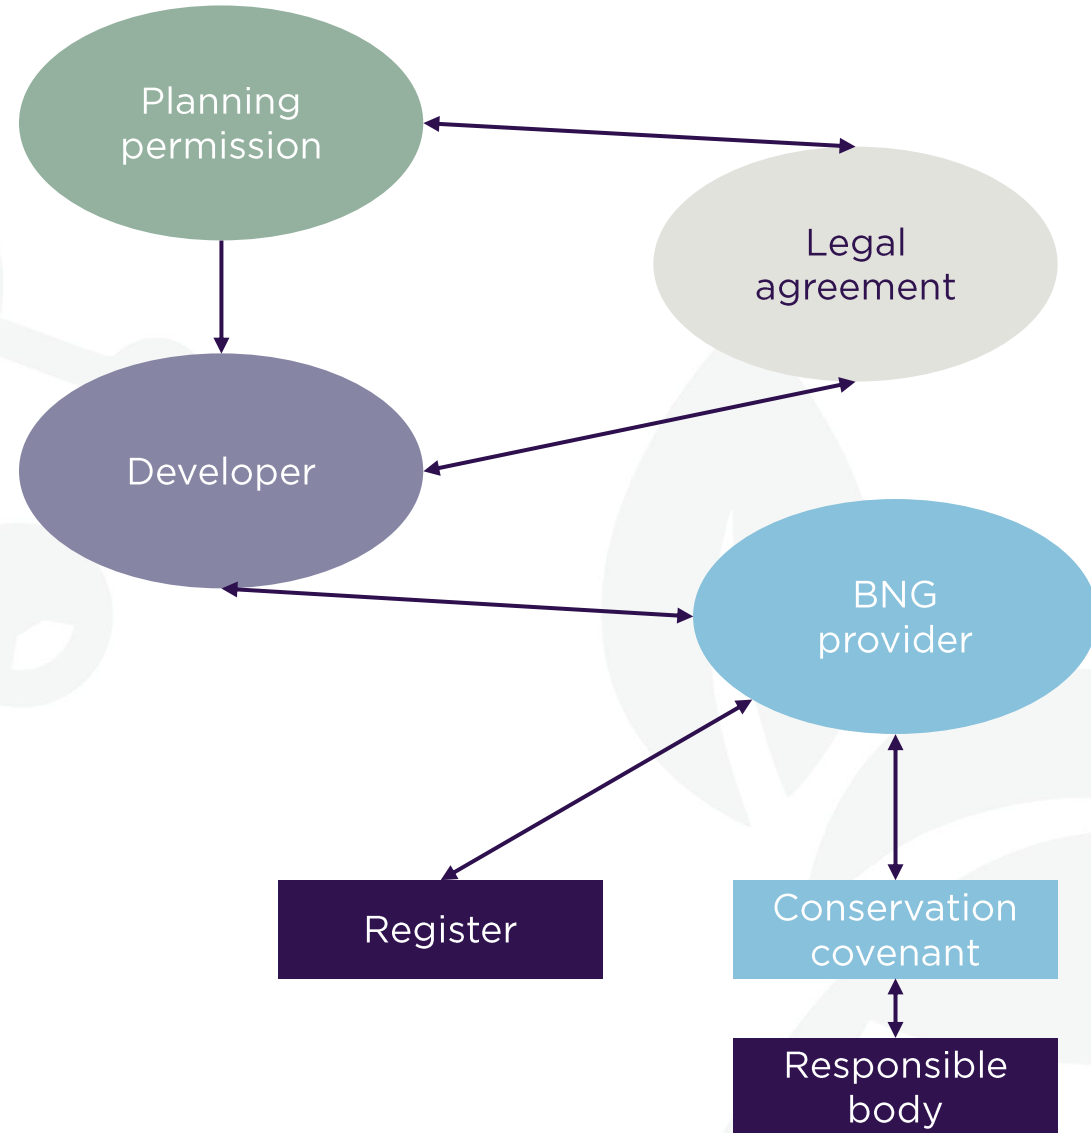 Planning
permission
Legal
agreement
Developer
BNG
provider
Register
Conservation
covenant
Responsible
body